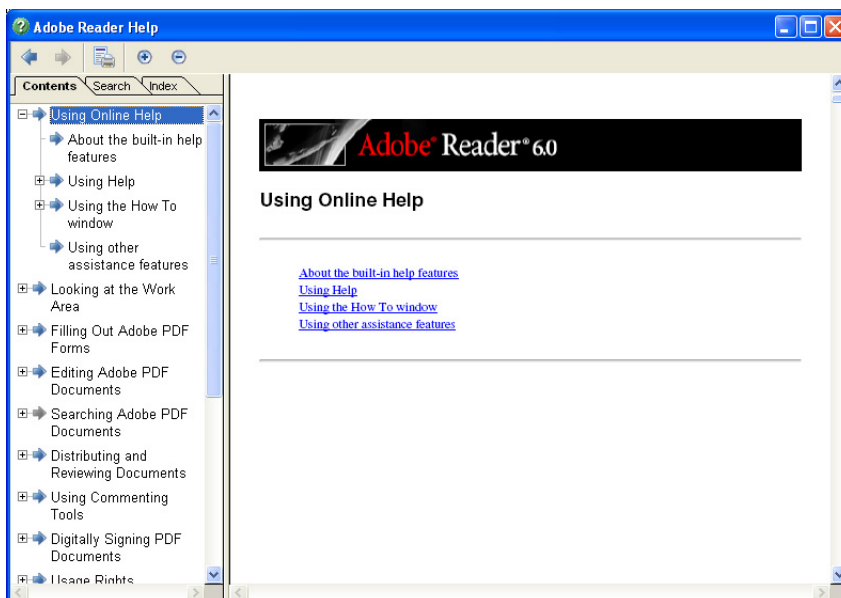 Adobe Reader Help
Contents Search Index
Using Online Help
About the built-in help
features
Using Help
Using the How To
window
Using other
assistance features
Looking at the Work
Area
Filling Out Adobe PDF
Forms
Editing Adobe PDF
Documents
Searching Adobe PDF
Documents
Distributing and
Reviewing Documents
Using Commenting
Tools
Digitally Signing PDF
Documents
Usage Rights
Adobe® Reader® 6.0
Using Online Help
About the built-in help features
Using Help
Using the How To window
Using other assistance features